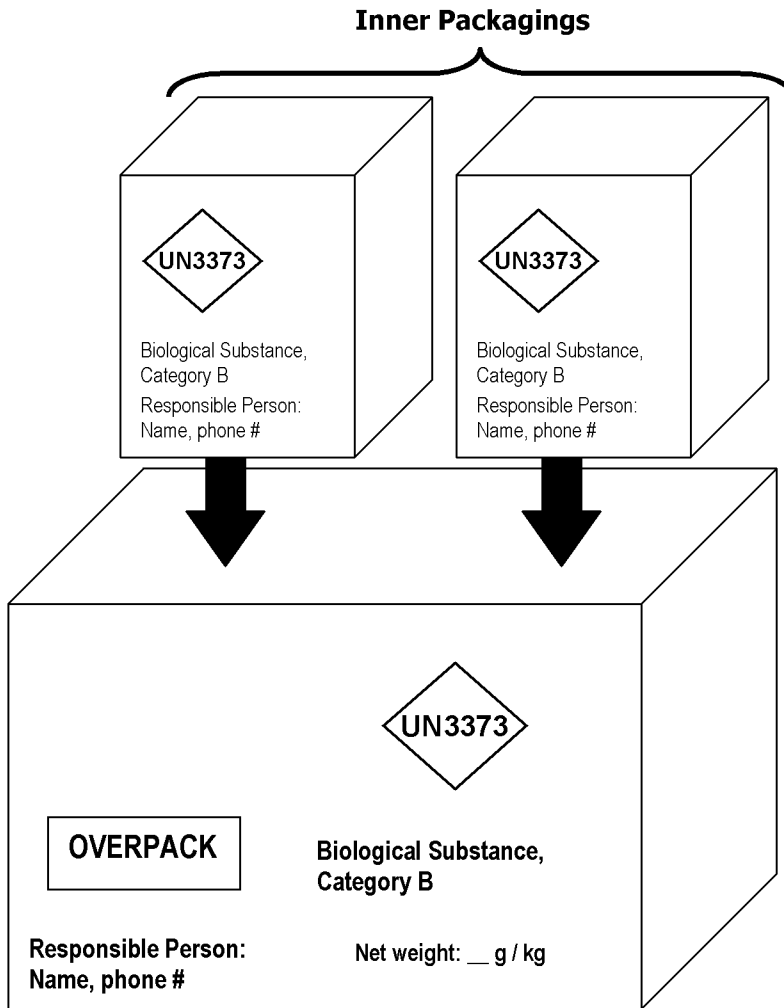 Inner Packagings
UN3373
Biological Substance,
Category B
Responsible Person:
Name, phone #
UN3373
Biological Substance,
Category B
Responsible Person:
Name, phone #
UN3373
OVERPACK
Biological Substance,
Category B
Responsible Person:
Name, phone #
Net weight: __ g / kg